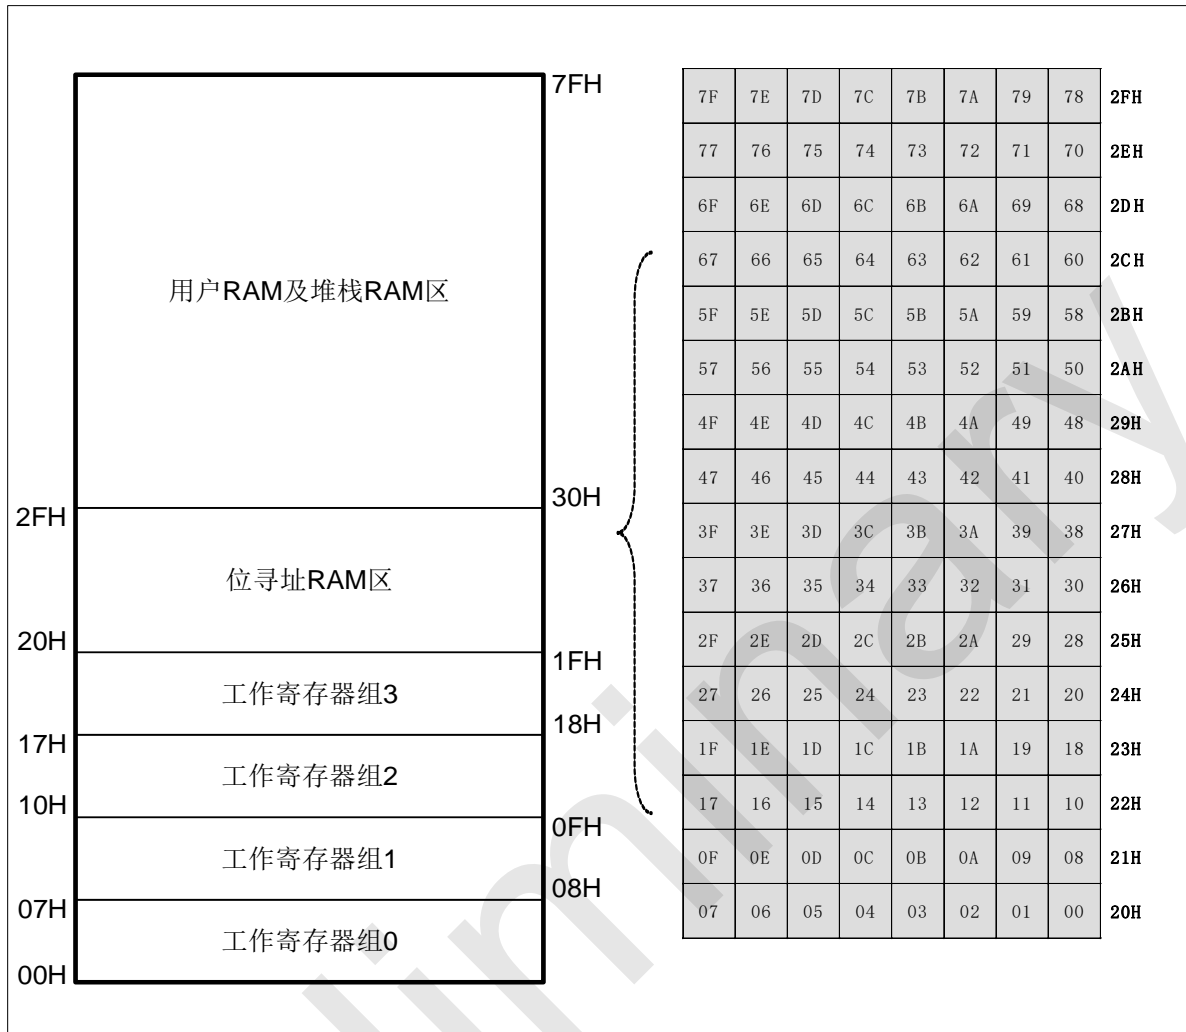 7FH
用户RAM及堆栈RAM区
30H
2FH
位寻址RAM区
20H
1FH
工作寄存器组3
18H
17H
工作寄存器组2
10H
0FH
工作寄存器组1
08H
07H
工作寄存器组0
00H
7F 7E 7D 7C 7B 7A 79 78 2FH
77 76 75 74 73 72 71 70 2EH
6F 6E 6D 6C 6B 6A 69 68 2DH
67 66 65 64 63 62 61 60 2CH
5F 5E 5D 5C 5B 5A 59 58 2BH
57 56 55 54 53 52 51 50 2AH
4F 4E 4D 4C 4B 4A 49 48 29H
47 46 45 44 43 42 41 40 28H
3F 3E 3D 3C 3B 3A 39 38 27H
37 36 35 34 33 32 31 30 26H
2F 2E 2D 2C 2B 2A 29 28 25H
27 26 25 24 23 22 21 20 24H
1F 1E 1D 1C 1B 1A 19 18 23H
17 16 15 14 13 12 11 10 22H
0F 0E 0D 0C 0B 0A 09 08 21H
07 06 05 04 03 02 01 00 20H
liminary